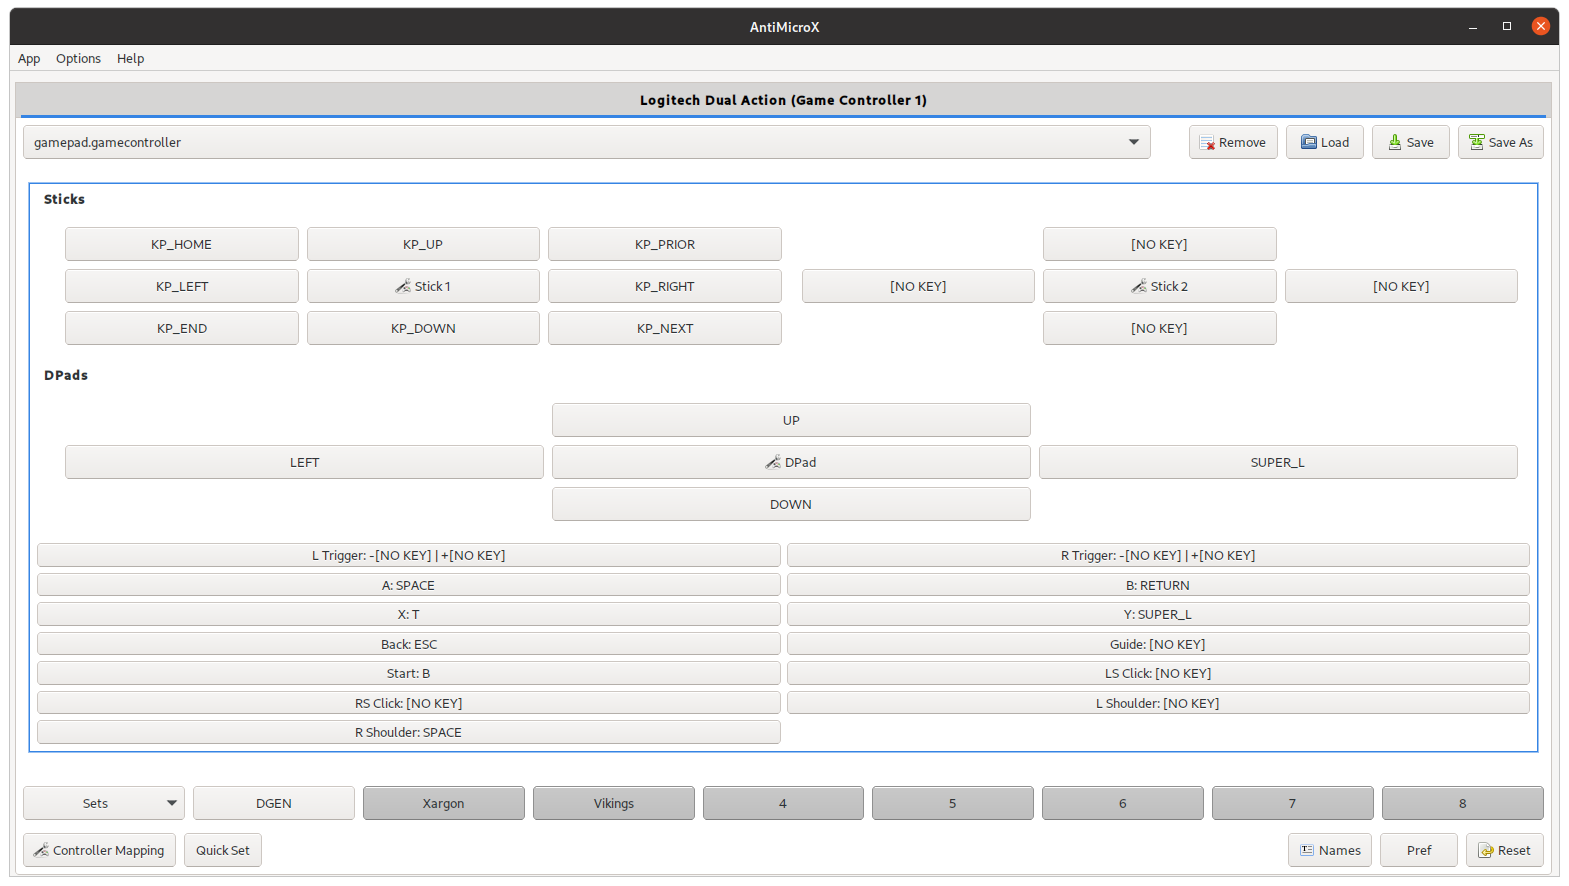 AntiMicroX
App Options Help
Logitech Dual Action (Game Controller 1)
gamepad.gamecontroller Remove Load Save Save As
Sticks
KP_HOME KP_UP KP_PRIOR [NO KEY]
KP_LEFT Stick 1 KP_RIGHT [NO KEY] Stick 2 [NO KEY]
KP_END KP_DOWN KP_NEXT [NO KEY]
DPads
UP
LEFT DPad SUPER_L
DOWN
L Trigger: -[NO KEY] | +[NO KEY] R Trigger: -[NO KEY] | +[NO KEY]
A: SPACE B: RETURN
X: T Y: SUPER_L
Back: ESC Guide: [NO KEY]
Start: B LS Click: [NO KEY]
RS Click: [NO KEY] L Shoulder: [NO KEY]
R Shoulder: SPACE
Sets DGEN Xargon Vikings 4 5 6 7 8
Controller Mapping Quick Set Names Pref Reset